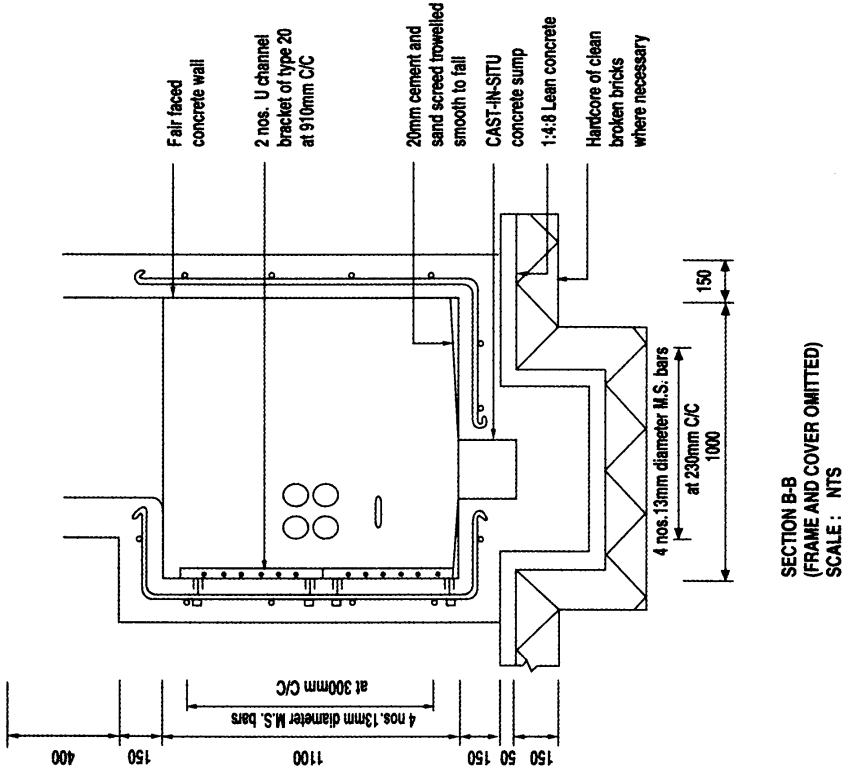 Fair faced
concrete wall
2 nos. U channel
bracket of type 20
at 910mm C/C
20mm cement and
sand screed trowelled
smooth to fall
CAST-IN-SITU
concrete sump
1:4:8 Lean concrete
Hardcore of clean
broken bricks
where necessary
400
150
1100
4 nos.13mm diameter M.S. bars
at 300mm C/C
150
50
150
4 nos.13mm diameter M.S. bars
at 230mm C/C
1000
150
SECTION B-B
(FRAME AND COVER OMITTED)
SCALE : NTS